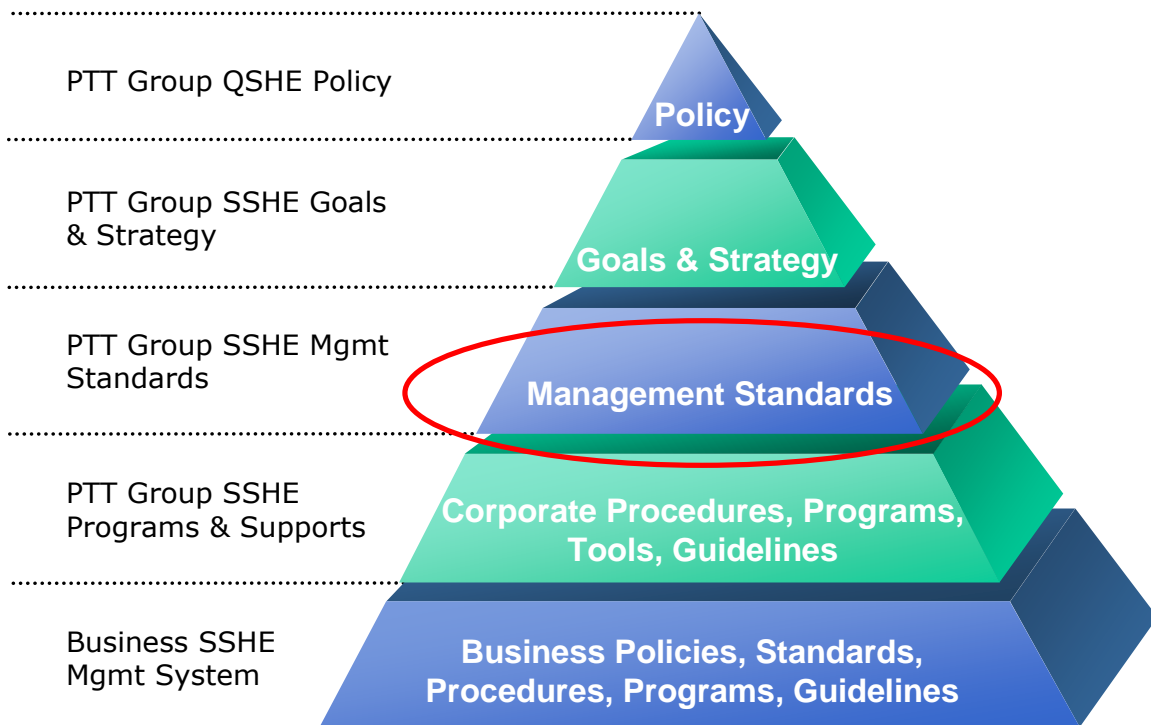 PTT Group QSHE Policy
Policy
PTT Group SSHE Goals
& Strategy
Goals & Strategy
PTT Group SSHE Mgmt
Standards
Management Standards
PTT Group SSHE
Programs & Supports
Corporate Procedures, Programs,
Tools, Guidelines
Business SSHE
Mgmt System
Business Policies, Standards,
Procedures, Programs, Guidelines